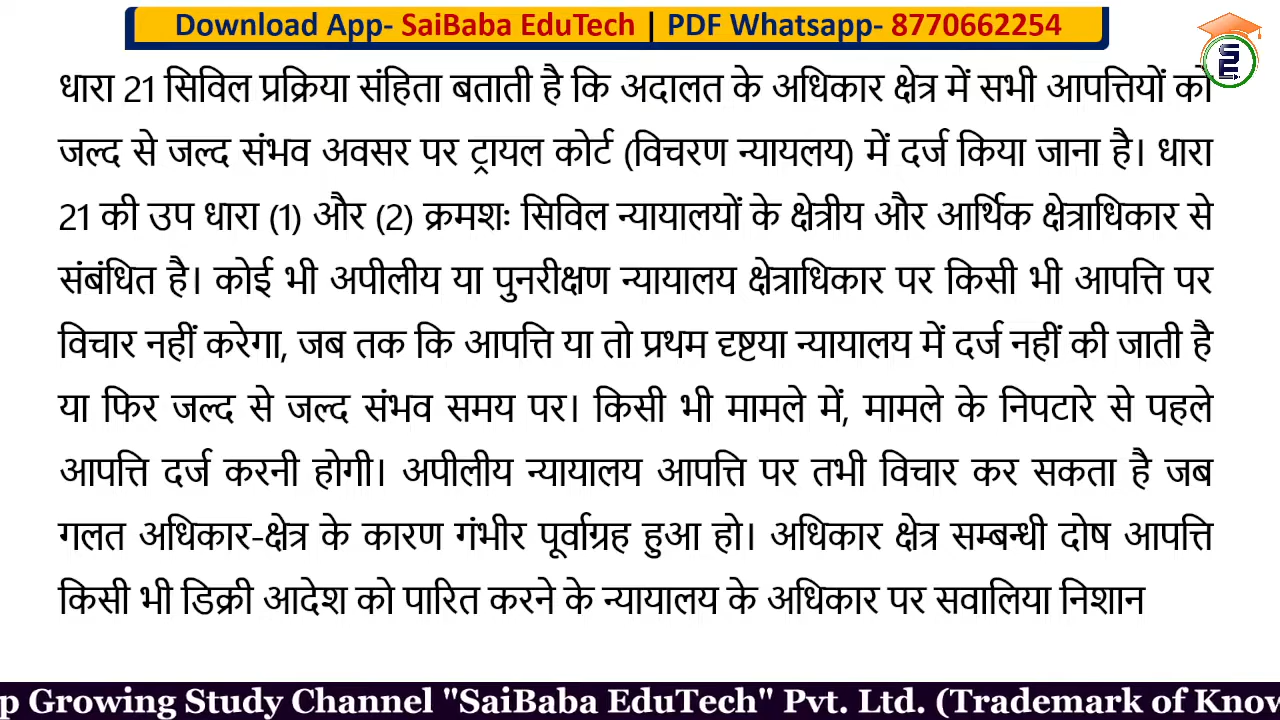 Download App- SaiBaba EduTech | PDF Whatsapp- 8770662254
धारा 21 सिविल प्रक्रिया संहिता बताती है कि अदालत के अधिकार क्षेत्र में सभी आपत्तियों को
जल्द से जल्द संभव अवसर पर ट्रायल कोर्ट (विचरण न्यायलय) में दर्ज किया जाना है। धारा
21 की उप धारा (1) और (2) क्रमशः सिविल न्यायालयों के क्षेत्रीय और आर्थिक क्षेत्राधिकार से
संबंधित है। कोई भी अपीलीय या पुनरीक्षण न्यायालय क्षेत्राधिकार पर किसी भी आपत्ति पर
विचार नहीं करेगा, जब तक कि आपत्ति या तो प्रथम दृष्टया न्यायालय में दर्ज नहीं की जाती है
या फिर जल्द से जल्द संभव समय पर। किसी भी मामले में, मामले के निपटारे से पहले
आपत्ति दर्ज करनी होगी। अपीलीय न्यायालय आपत्ति पर तभी विचार कर सकता है जब
गलत अधिकार-क्षेत्र के कारण गंभीर पूर्वाग्रह हुआ हो। अधिकार क्षेत्र सम्बन्धी दोष आपत्ति
किसी भी डिक्री आदेश को पारित करने के न्यायालय के अधिकार पर सवालिया निशान
p Growing Study Channel "SaiBaba EduTech" Pvt. Ltd. (Trademark of Know